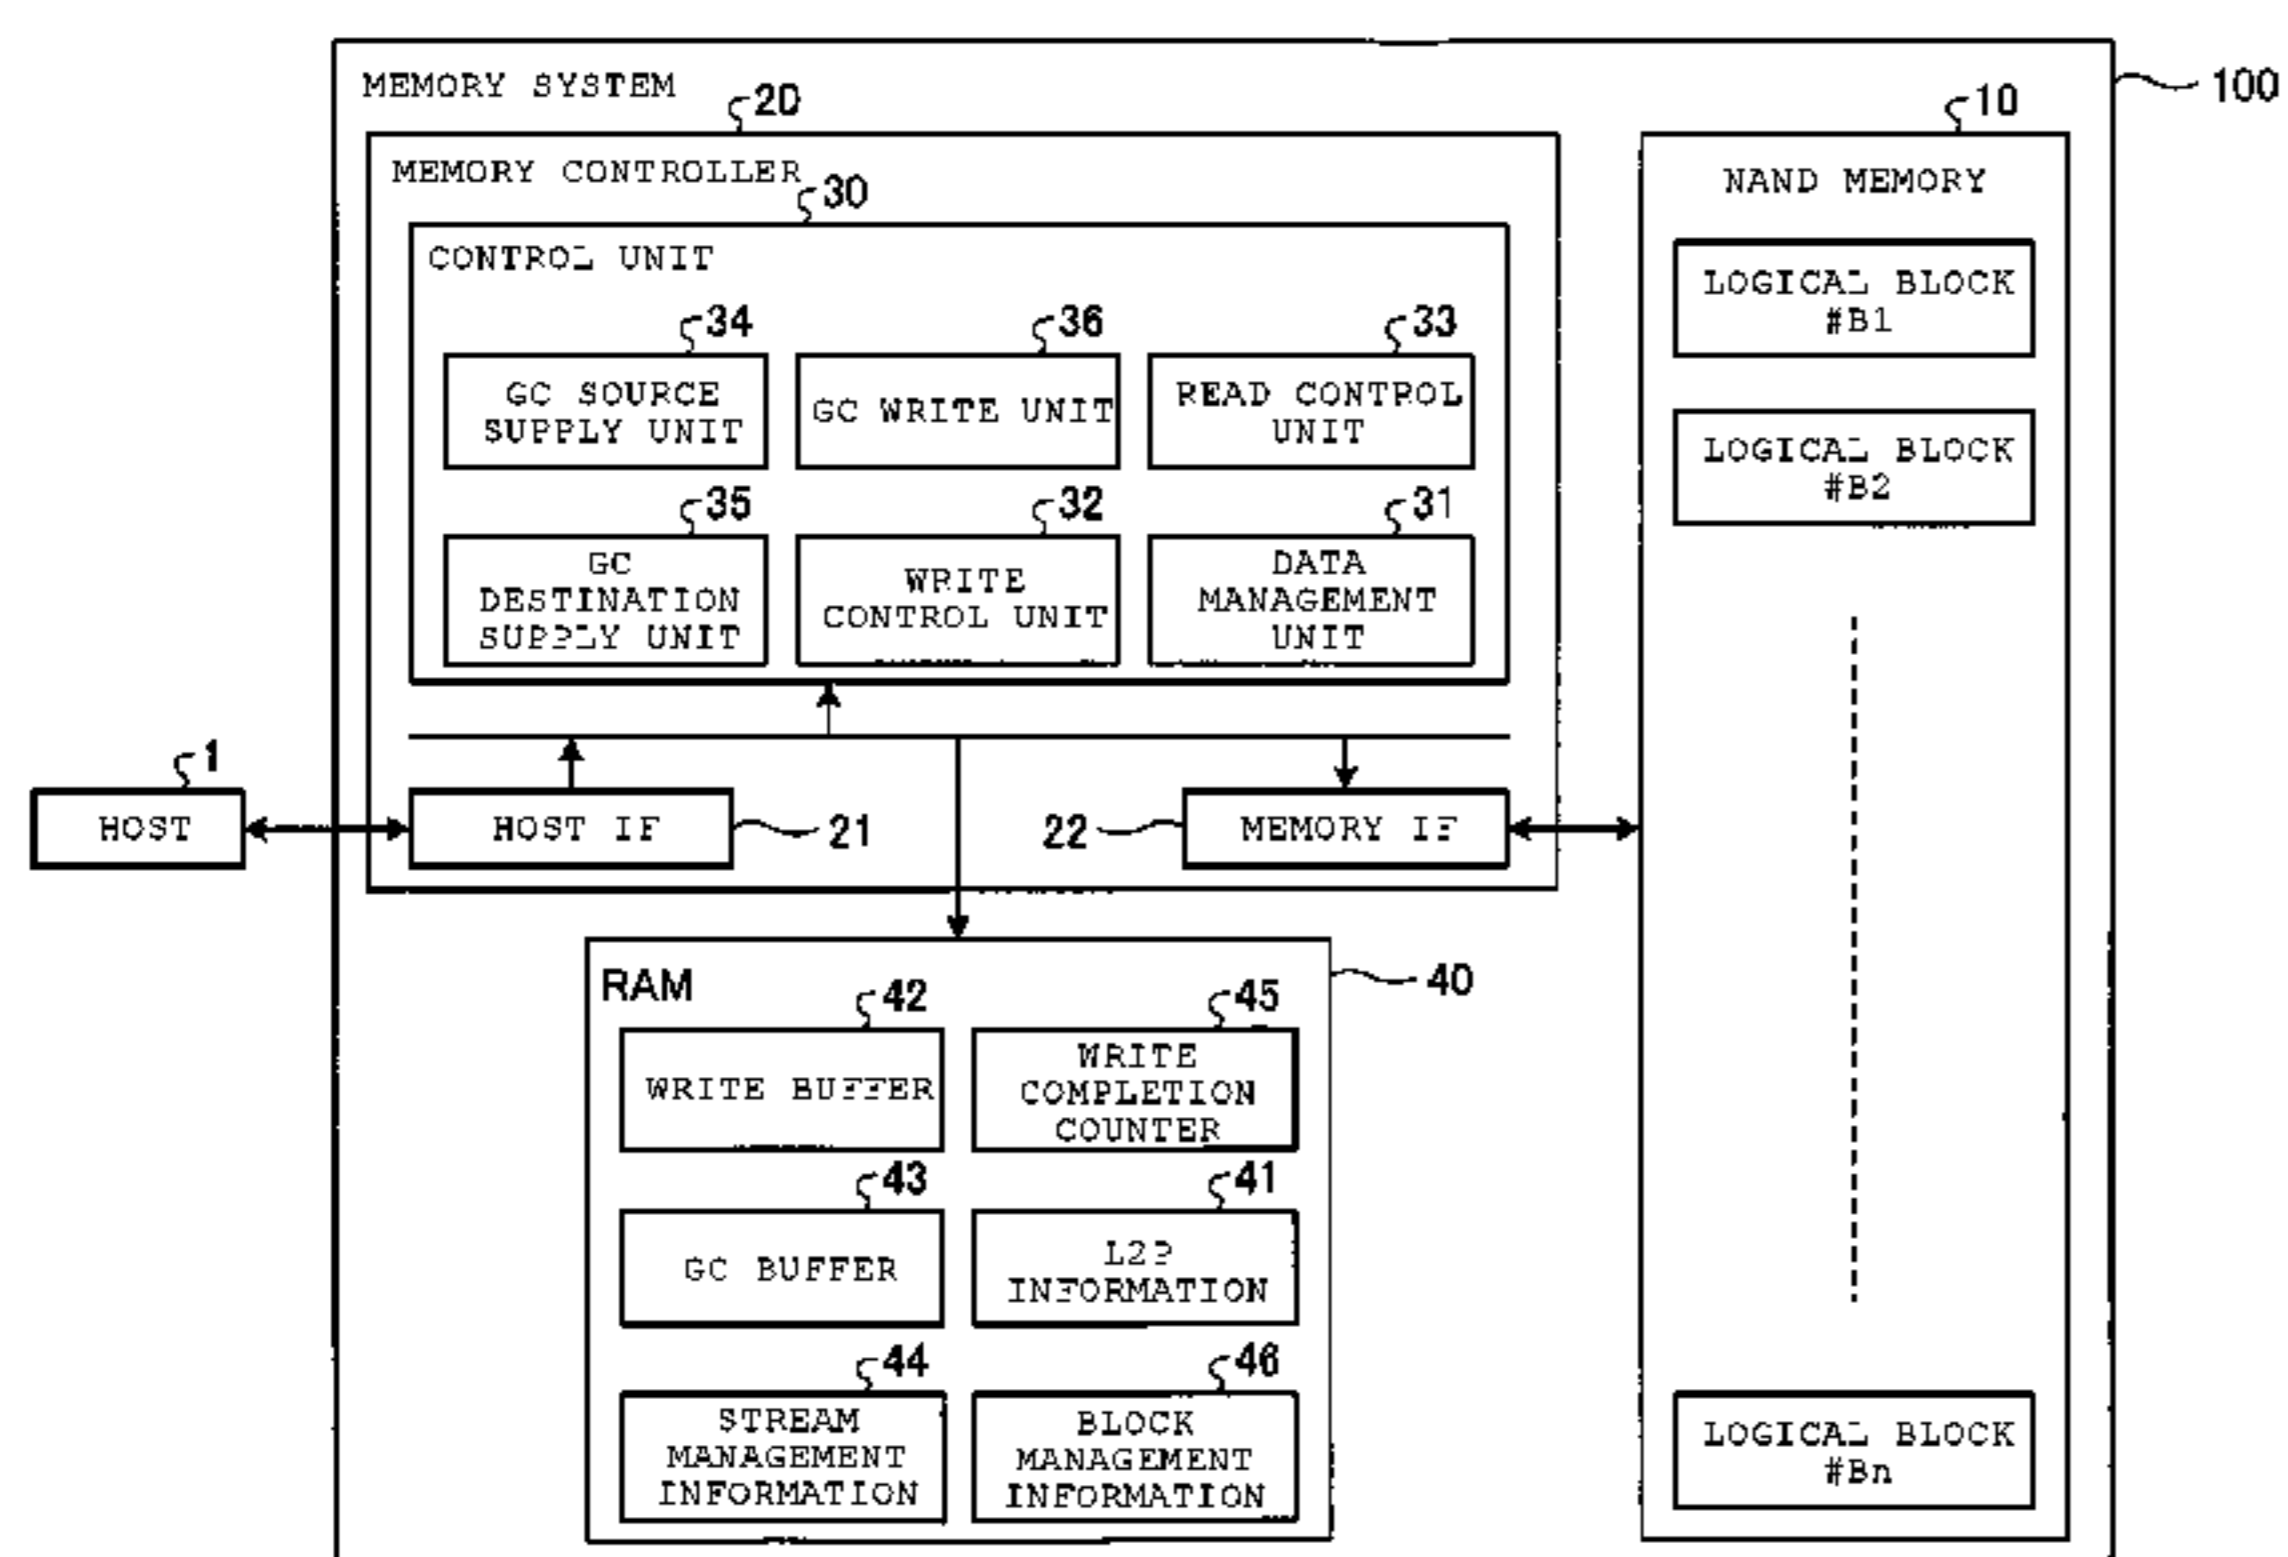 MEMORY SYSTEM
100
20
10
MEMORY CONTROLLER
NAND MEMORY
30
CONTROL UNIT
LOGICAL BLOCK
#B1
34
36
33
GC SOURCE
SUPPLY UNIT
GC WRITE UNIT
READ CONTROL
UNIT
LOGICAL BLOCK
#B2
35
32
31
GC
DESTINATION
SUPPLY UNIT
WRITE
CONTROL UNIT
DATA
MANAGEMENT
UNIT
1
HOST
HOST IF
21
22
MEMORY IF
RAM
40
42
45
WRITE BUFFER
WRITE
COMPLETION
COUNTER
43
41
GC BUFFER
L2P
INFORMATION
44
46
STREAM
MANAGEMENT
INFORMATION
BLOCK
MANAGEMENT
INFORMATION
LOGICAL BLOCK
#Bn